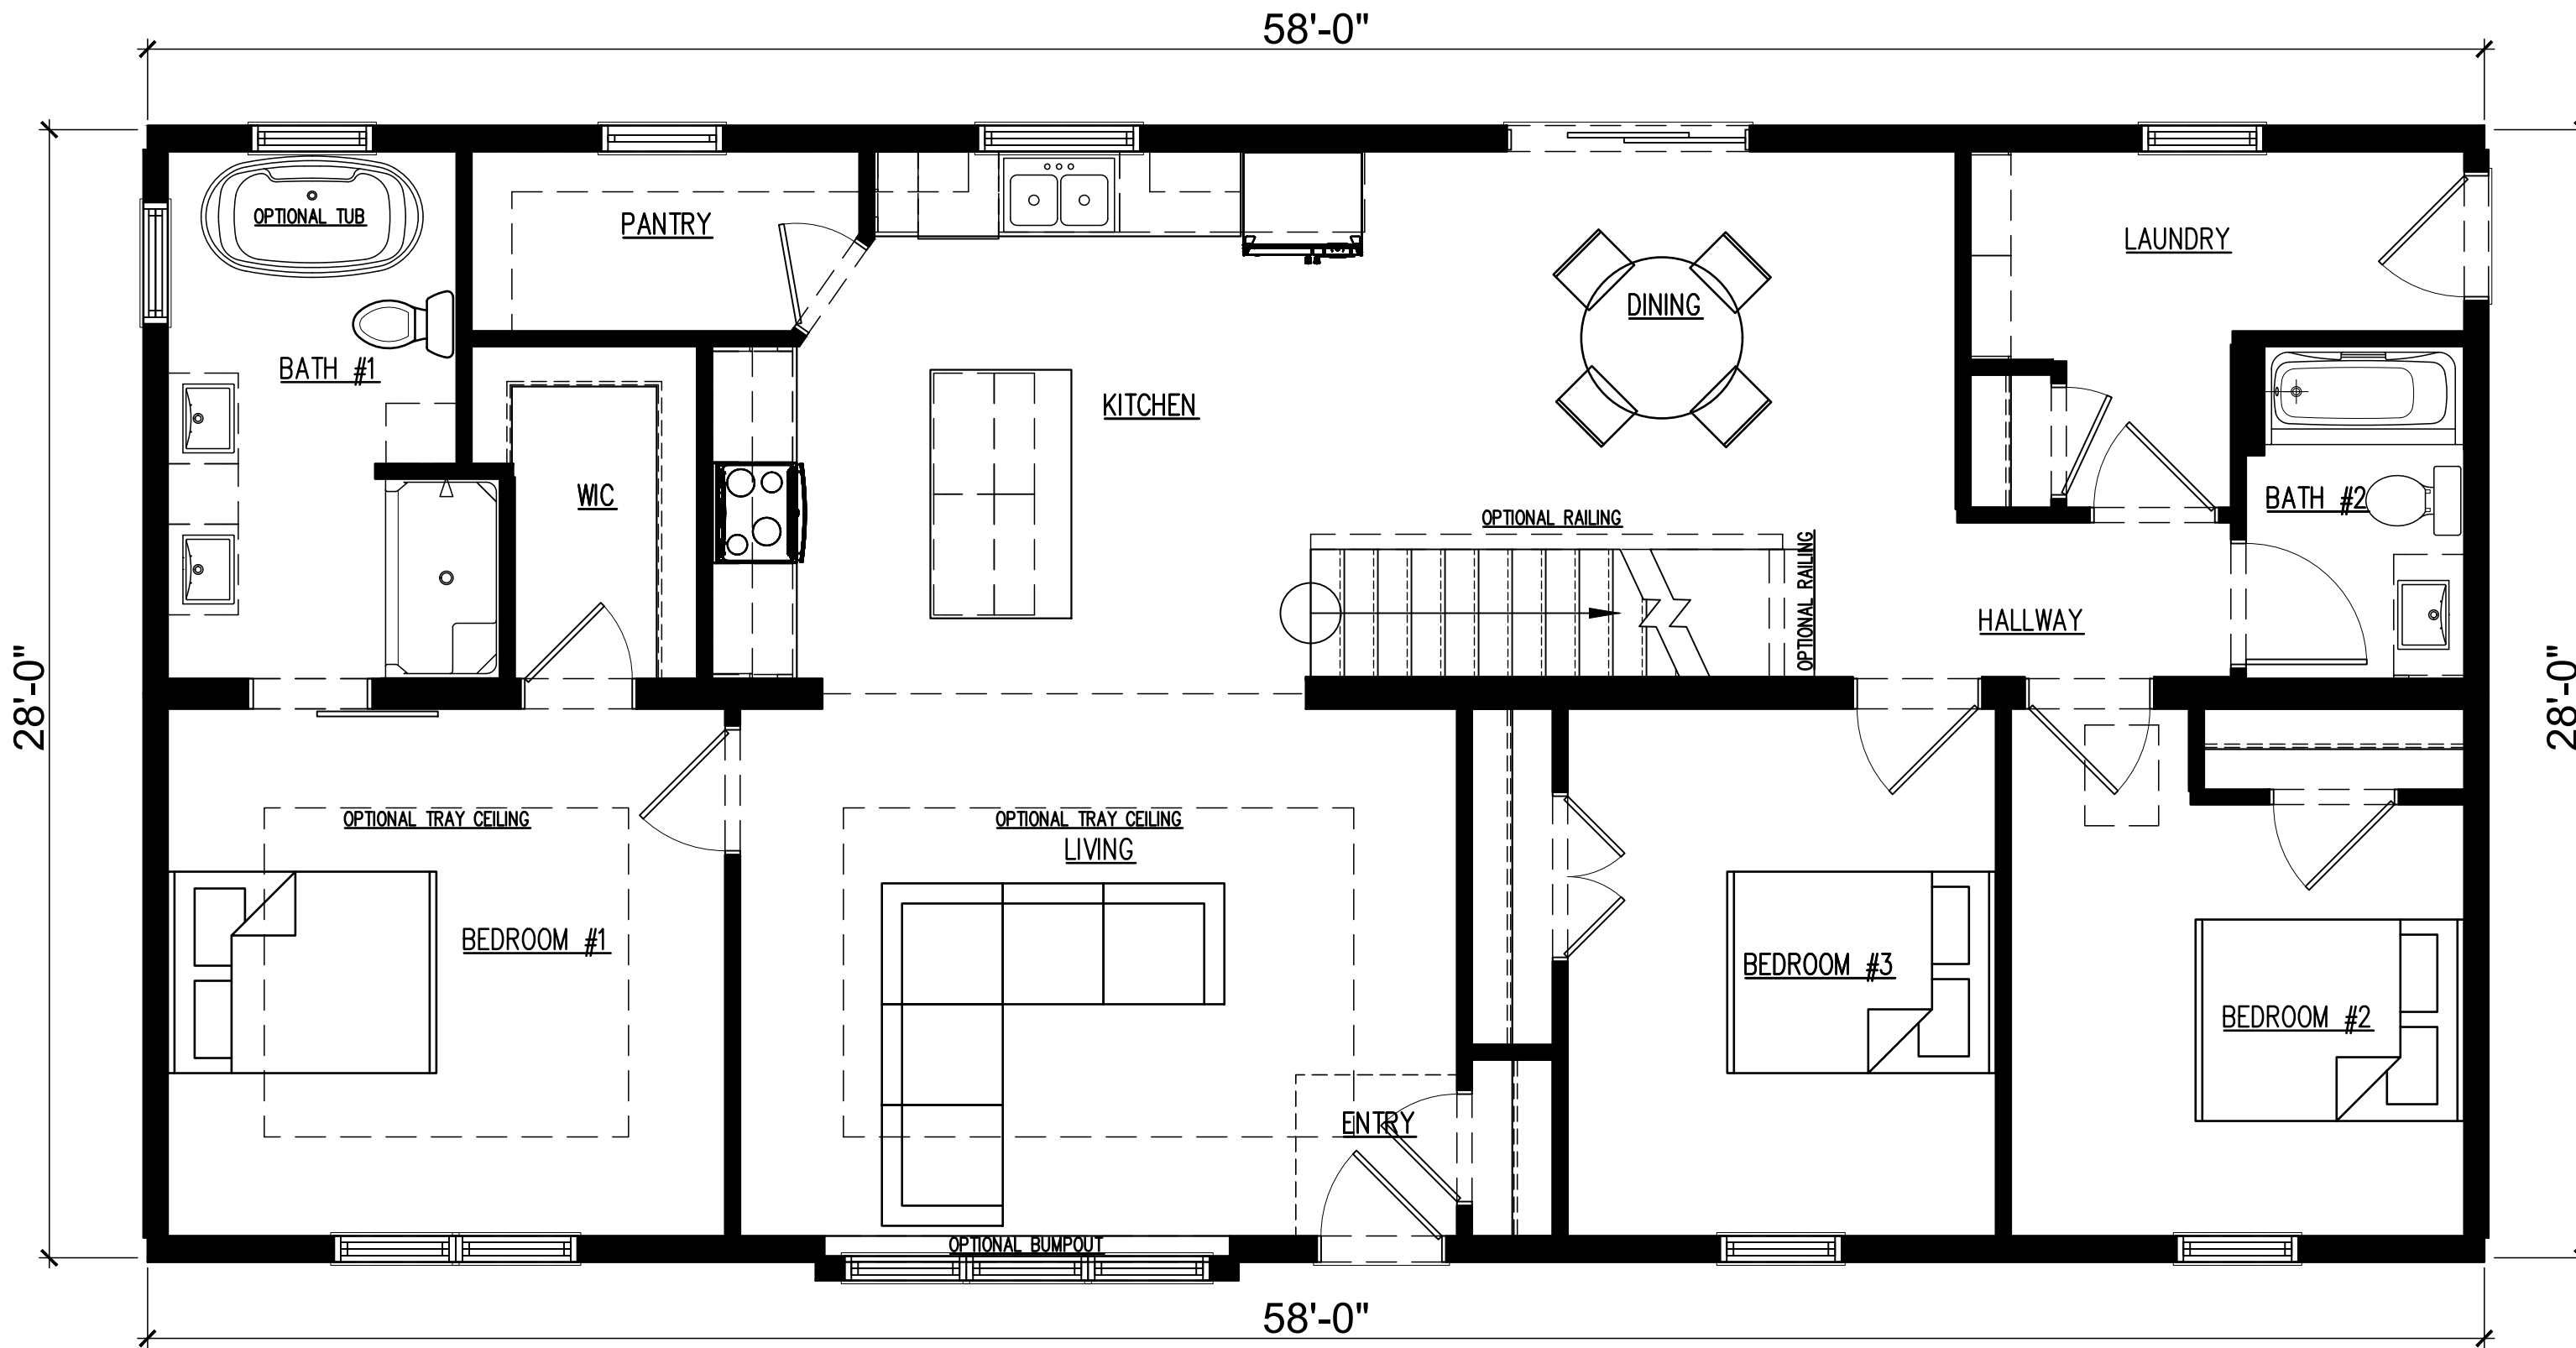 58'-0"
OPTIONAL TUB
PANTRY
LAUNDRY
DINING
BATH #1
KITCHEN
WIC
BATH #2
OPTIONAL RAILING
OPTIONAL RAILING
HALLWAY
28'-0"
28'-0"
OPTIONAL TRAY CEILING
OPTIONAL TRAY CEILING
LIVING
BEDROOM #1
BEDROOM #3
BEDROOM #2
ENTRY
OPTIONAL BUMPOUT
58'-0"